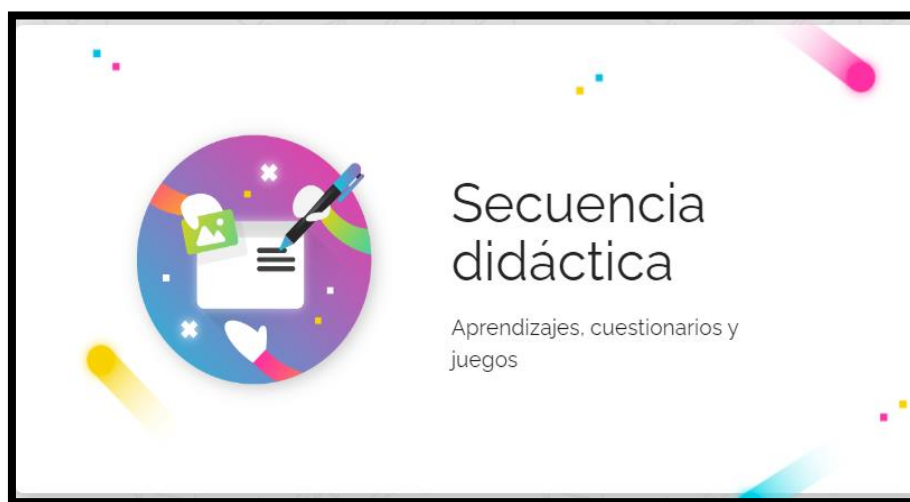 Secuencia
didáctica
Aprendizajes, cuestionarios y
juegos